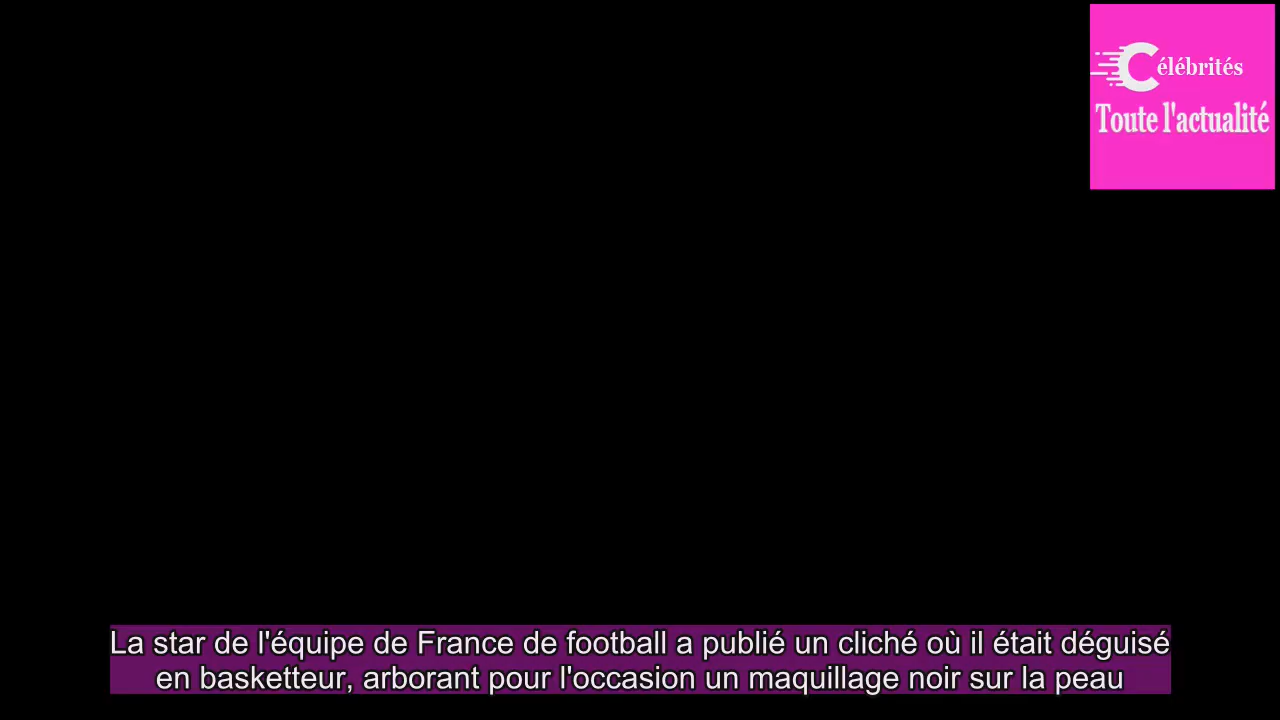 Célébrités
Toute l'actualité
La star de l'équipe de France de football a publié un cliché où il était déguisé
en basketteur, arborant pour l'occasion un maquillage noir sur la peau